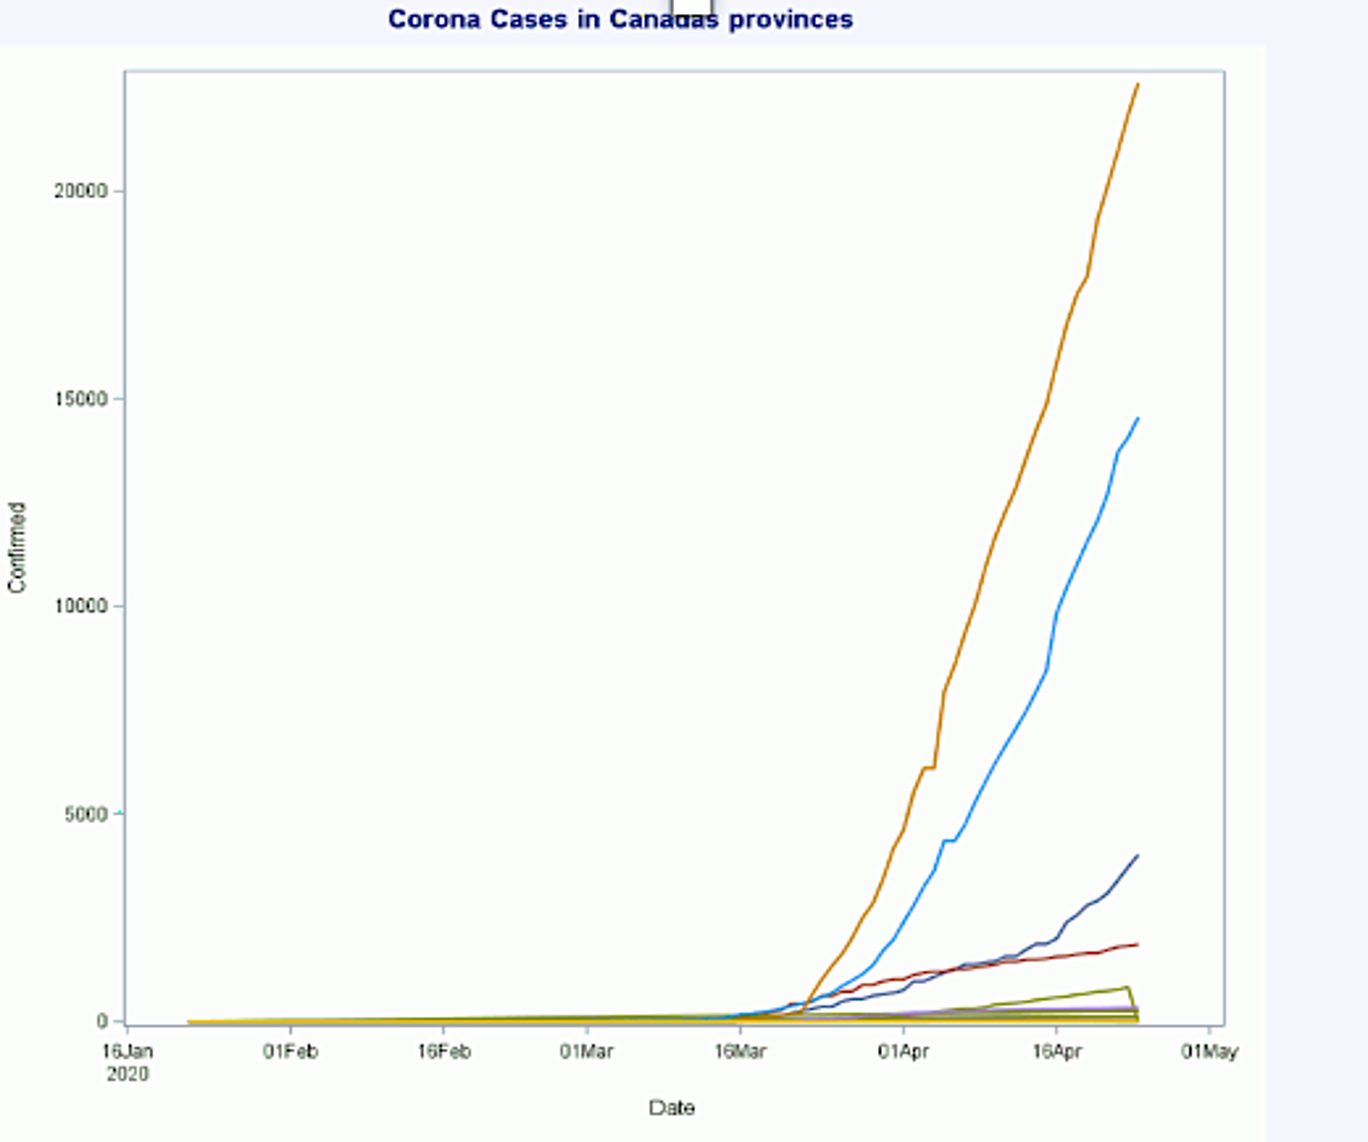 Corona Cases in Canadas provinces
20000
15000
Confirmed
10000
5000
0
16Jan 01Feb 16Feb 01Mar 16Mar 01Apr 16Apr 01May
2020
Date